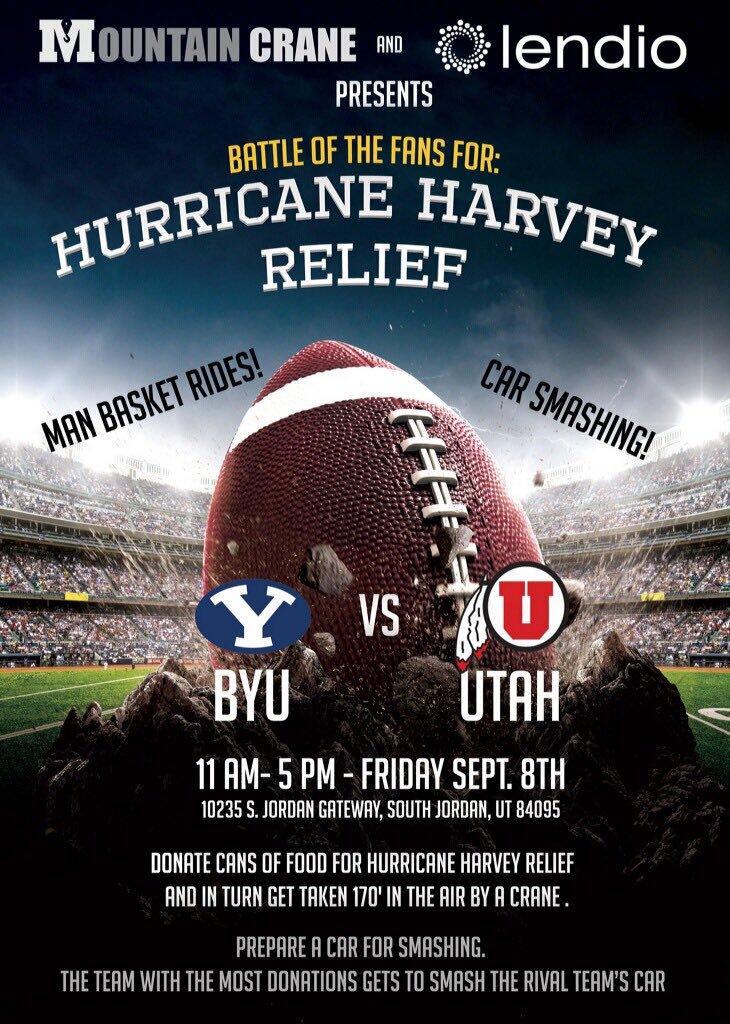 MOUNTAIN CRANE AND lendio
PRESENTS
BATTLE OF THE FANS FOR:
HURRICANE HARVEY
RELIEF
MAN BASKET RIDES!
CAR SMASHING!
Y VS U
BYU UTAH
11 AM- 5 PM - FRIDAY SEPT. 8TH
10235 S. JORDAN GATEWAY, SOUTH JORDAN, UT 84095
DONATE CANS OF FOOD FOR HURRICANE HARVEY RELIEF
AND IN TURN GET TAKEN 170' IN THE AIR BY A CRANE .
PREPARE A CAR FOR SMASHING.
THE TEAM WITH THE MOST DONATIONS GETS TO SMASH THE RIVAL TEAM'S CAR